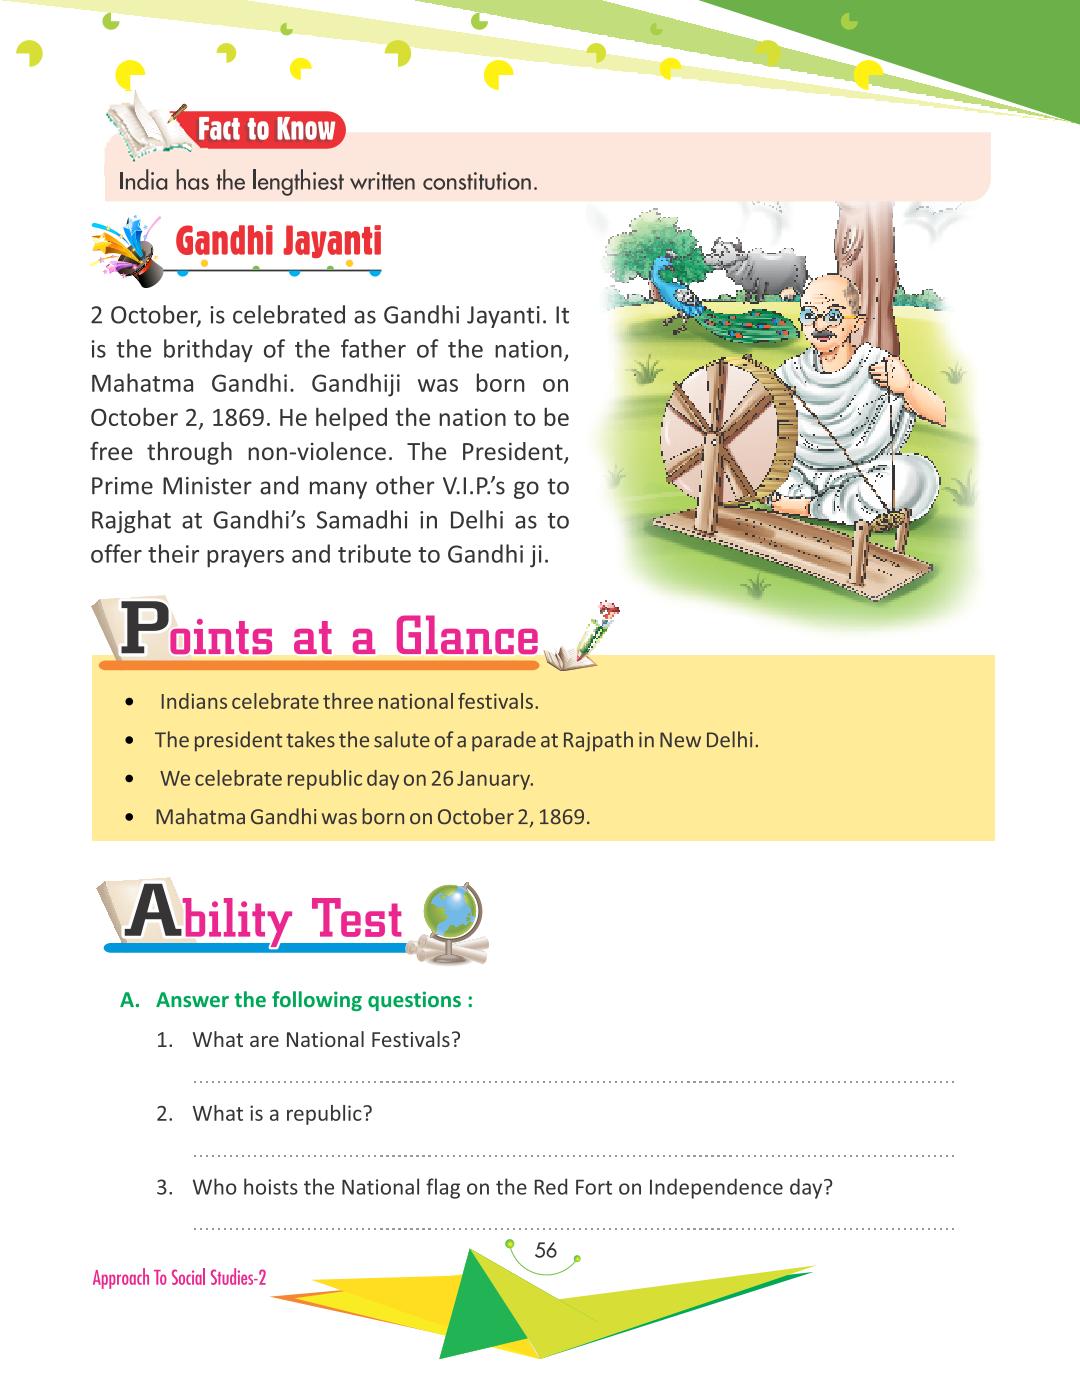 Fact to Know
India has the lengthiest written constitution.
Gandhi Jayanti
2 October, is celebrated as Gandhi Jayanti. It
is the brithday of the father of the nation,
Mahatma Gandhi. Gandhiji was born on
October 2, 1869. He helped the nation to be
free through non-violence. The President,
Prime Minister and many other V.I.P.’s go to
Rajghat at Gandhi’s Samadhi in Delhi as to
offer their prayers and tribute to Gandhi ji.
Points at a Glance
• Indians celebrate three national festivals.
• The president takes the salute of a parade at Rajpath in New Delhi.
• We celebrate republic day on 26 January.
• Mahatma Gandhi was born on October 2, 1869.
Ability Test
A. Answer the following questions :
1. What are National Festivals?
2. What is a republic?
3. Who hoists the National flag on the Red Fort on Independence day?
56
Approach To Social Studies-2